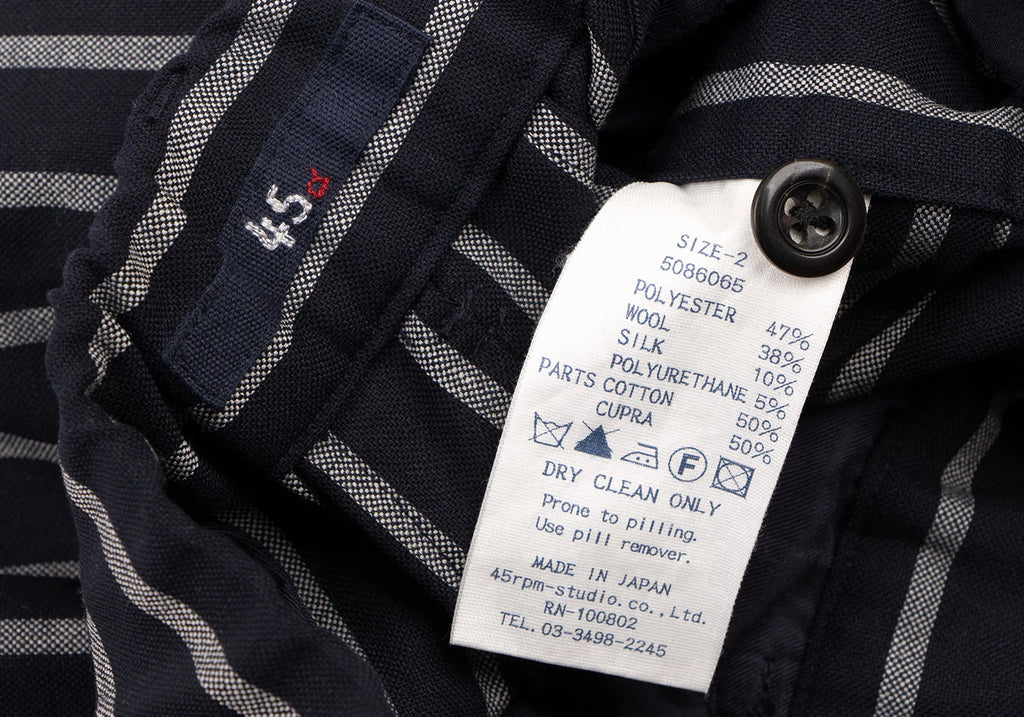 45R
SIZE-2
5086065
POLYESTER 47%
WOOL 38%
SILK 10%
POLYURETHANE 5%
PARTS COTTON 50%
CUPRA 50%
F
DRY CLEAN ONLY
Prone to pilling.
Use pill remover.
MADE IN JAPAN
45rpm-studio.co.,Ltd.
RN-100802
TEL. 03-3498-2245